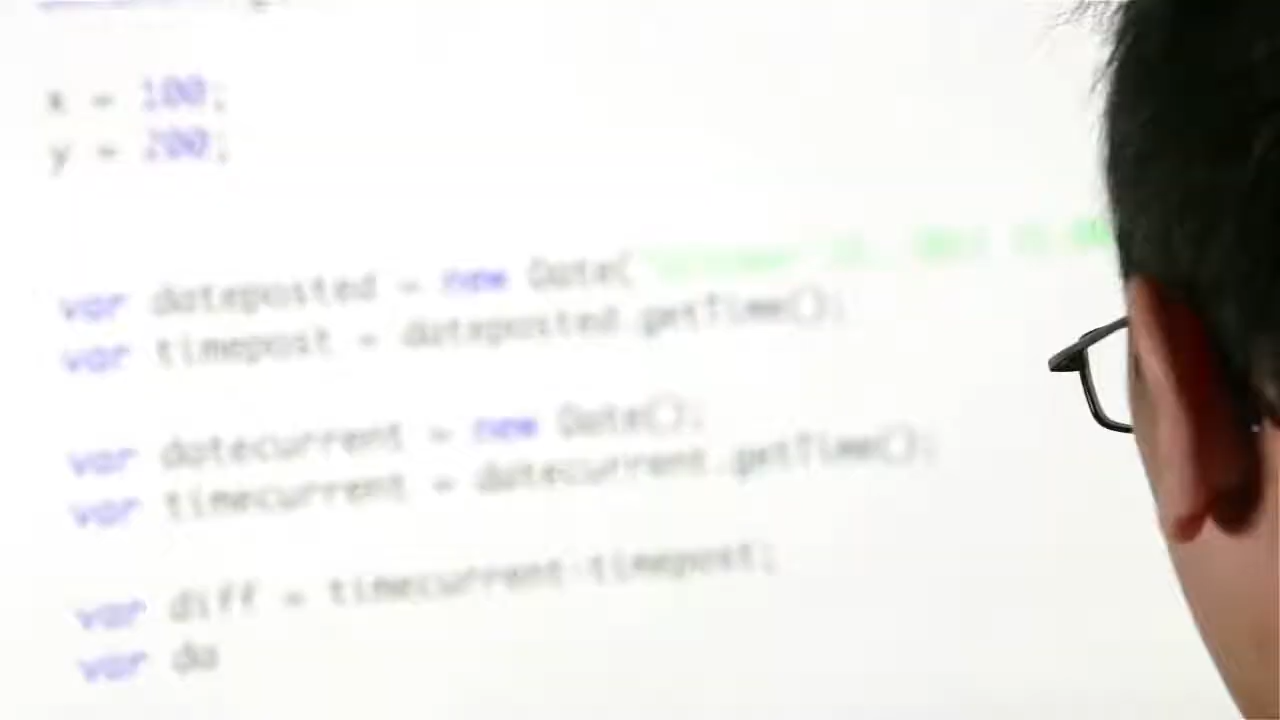 x = 100;
y = 200;
var dateposted = new Date(
var timepost = dateposted.getTime();
var datecurrent = new Date();
var timecurrent = datecurrent.getTime();
var diff = timecurrent-timepost;
var da